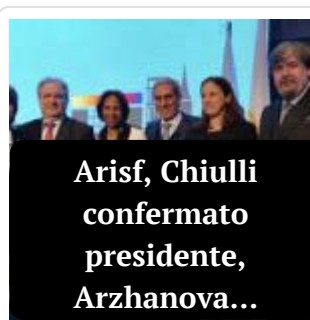 Arisf, Chiulli
confermato
presidente,
Arzhanova...